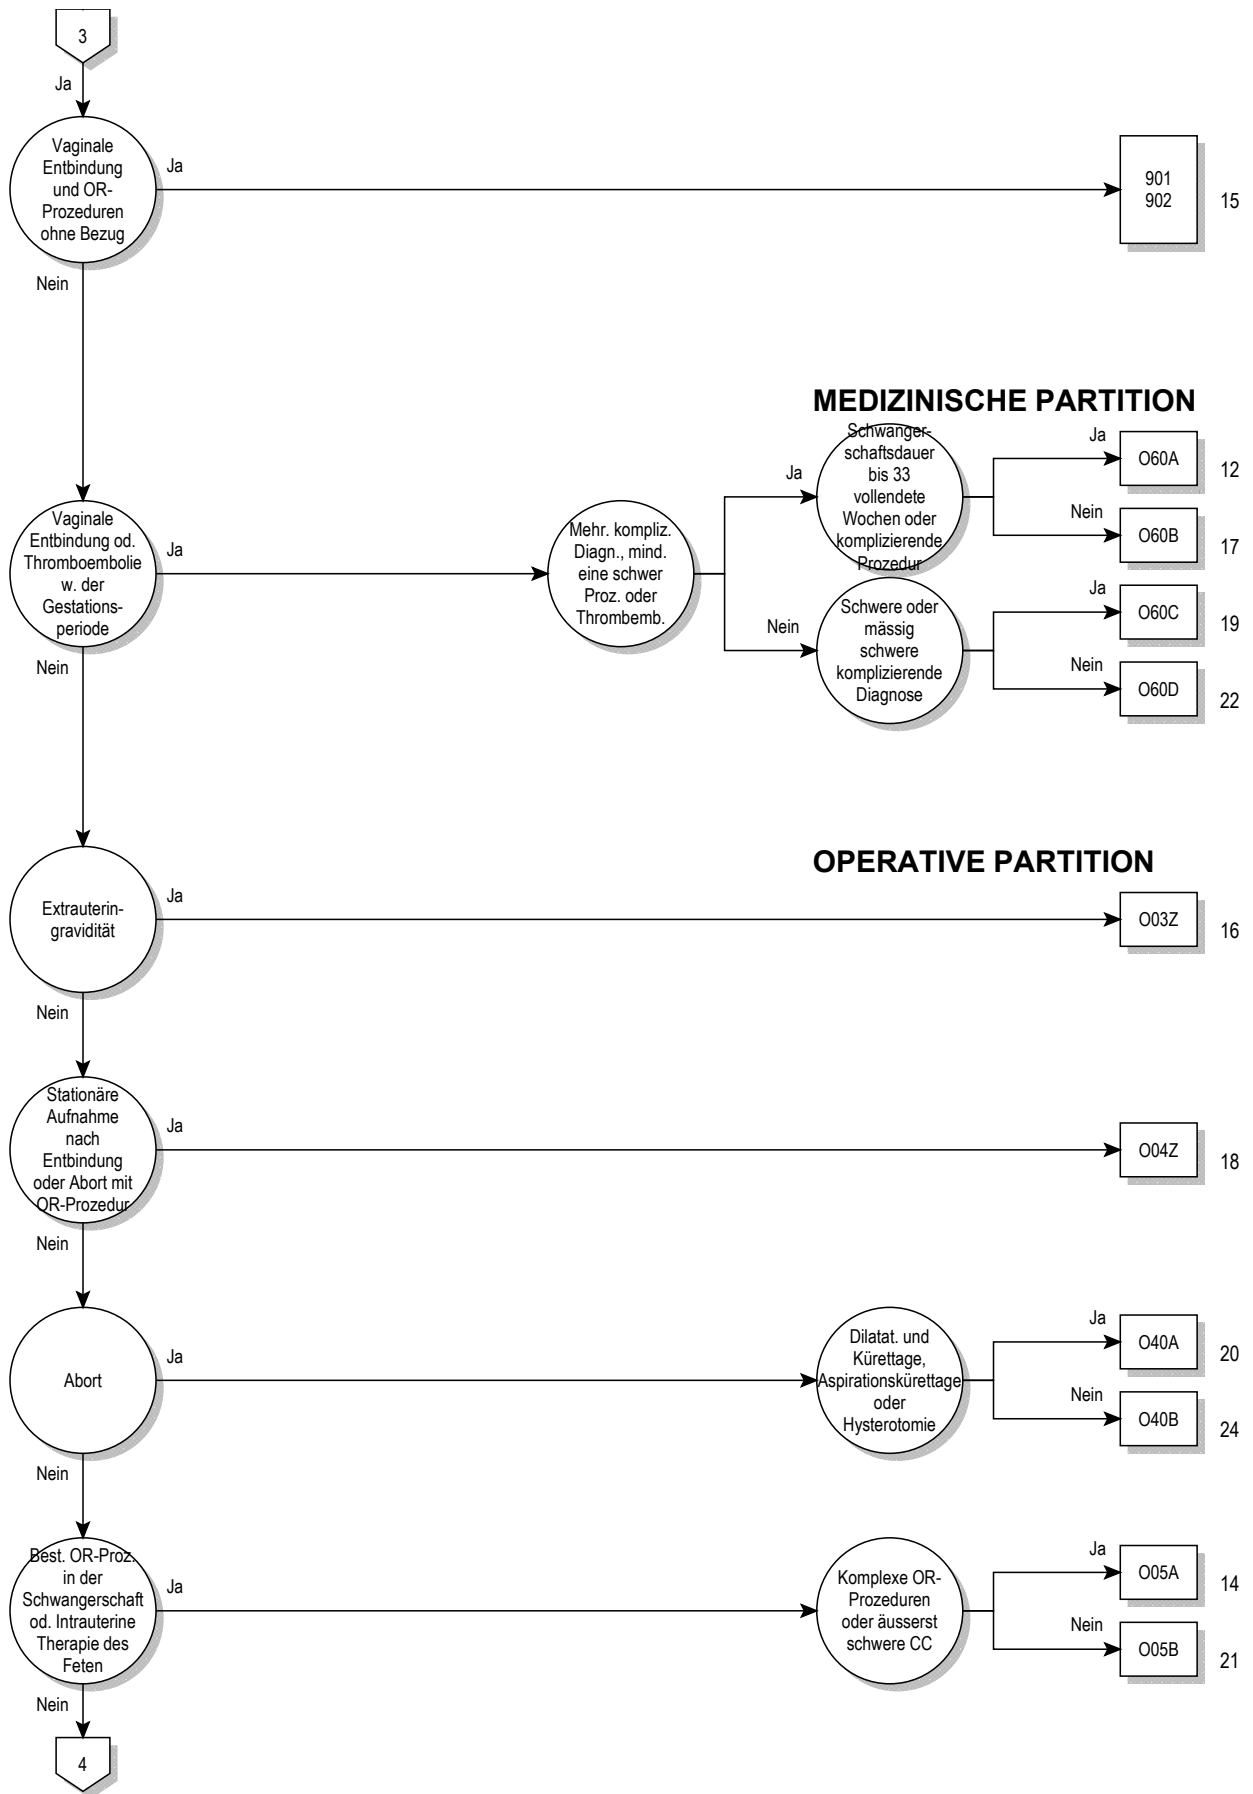 3
Ja
Vaginale
Entbindung
und OR-
Prozeduren
ohne Bezug
Ja
901
902
15
Nein
MEDIZINISCHE PARTITION
Vaginale
Entbindung od.
Thromboembolie
w. der
Gestations-
periode
Ja
Mehr. kompliz.
Diagn., mind.
eine schwer
Proz. oder
Thrombemb.
Ja
Schwanger-
schaftsdauer
bis 33
vollendete
Wochen oder
komplizierende
Prozedur
Ja
O60A
12
Nein
O60B
17
Nein
Schwere oder
mässig
schwere
komplizierende
Diagnose
Ja
O60C
19
Nein
O60D
22
Nein
OPERATIVE PARTITION
Extrauterin-
gravidität
Ja
O03Z
16
Nein
Stationäre
Aufnahme
nach
Entbindung
oder Abort mit
OR-Prozedur
Ja
O04Z
18
Nein
Abort
Ja
Dilatat. und
Kürettage,
Aspirationskürettage
oder
Hysterotomie
Ja
O40A
20
Nein
O40B
24
Nein
Best. OR-Proz.
in der
Schwangerschaft
od. Intrauterine
Therapie des
Feten
Ja
Komplexe OR-
Prozeduren
oder äusserst
schwere CC
Ja
O05A
14
Nein
O05B
21
Nein
4